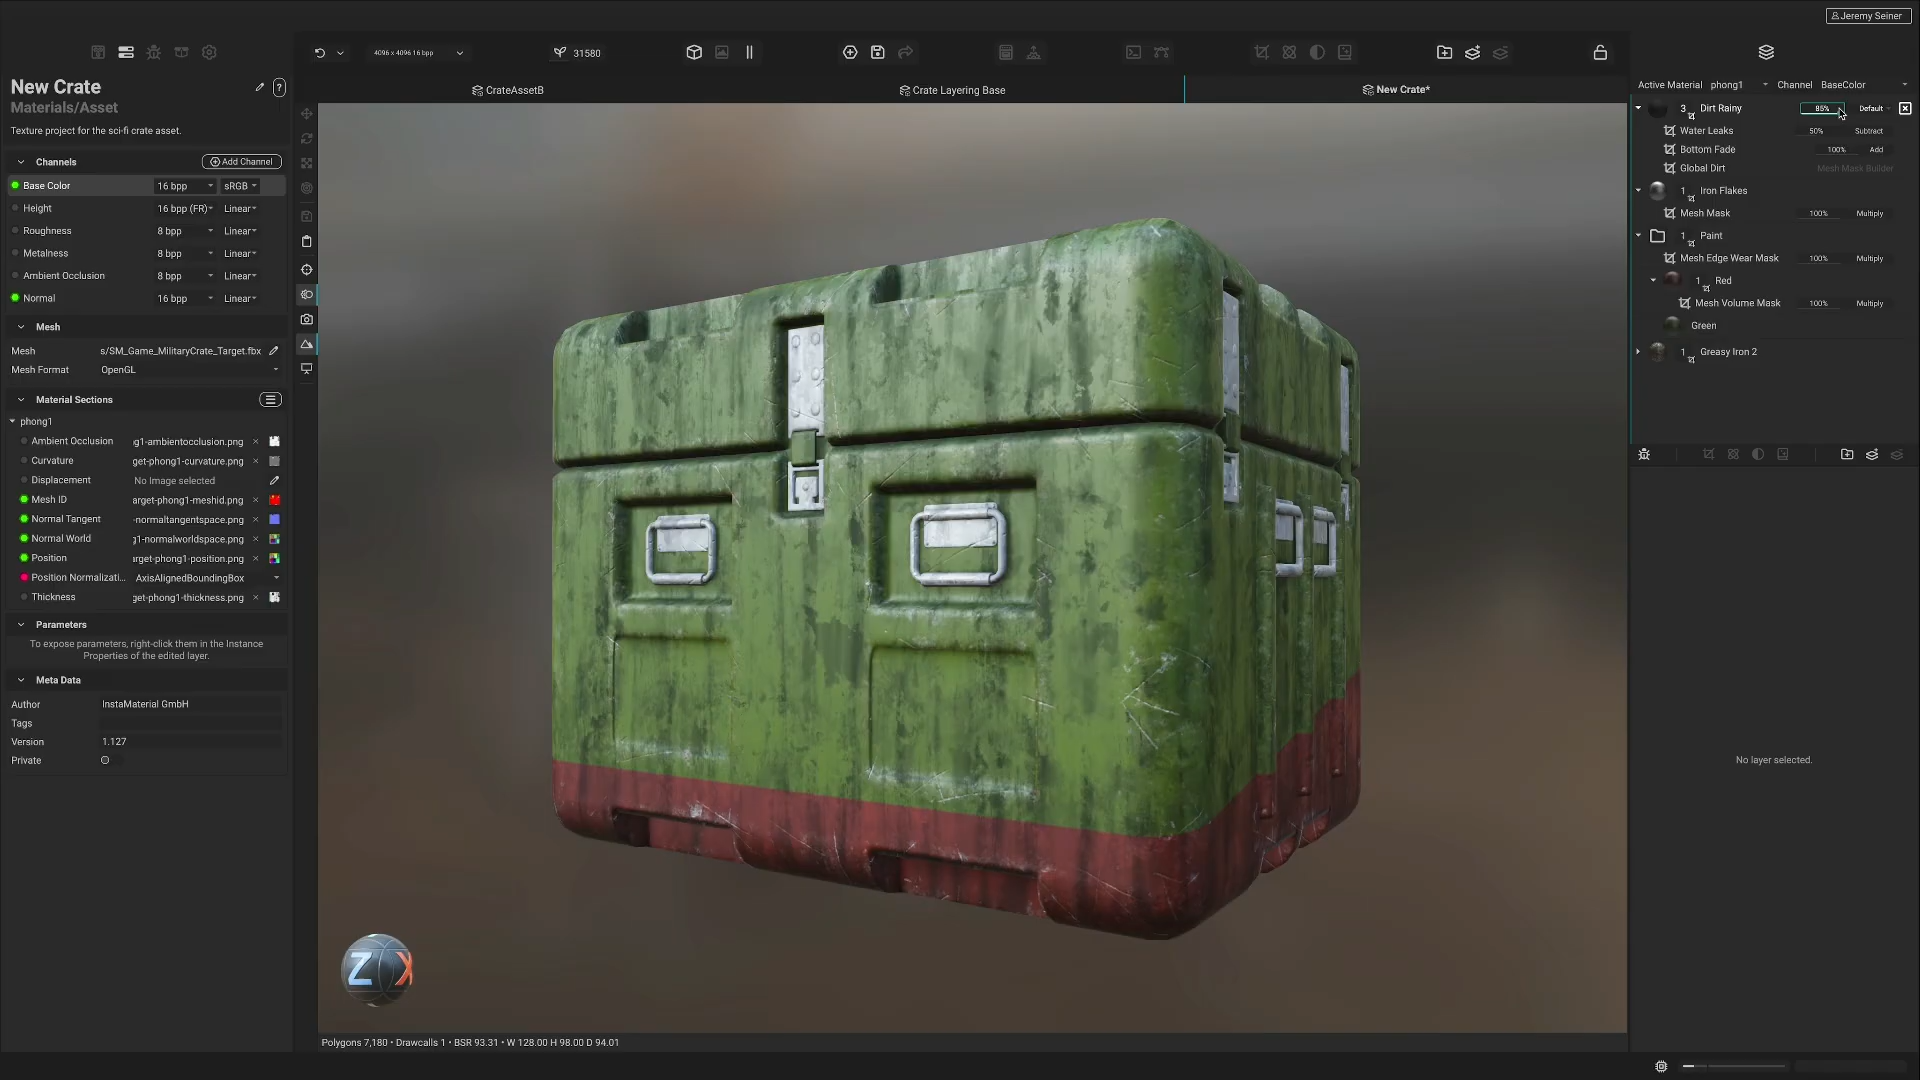 Jeremy Seiner
4096 x 4096 16 bpp
31580
New Crate
?
Materials/Asset
Texture project for the sci-fi crate asset.
Channels
Add Channel
Base Color 16 bpp sRGB
Height 16 bpp (FR) Linear
Roughness 8 bpp Linear
Metalness 8 bpp Linear
Ambient Occlusion 8 bpp Linear
Normal 16 bpp Linear
Mesh
Mesh s/SM_Game_MilitaryCrate_Target.fbx
Mesh Format OpenGL
Material Sections
phong1
Ambient Occlusion g1-ambientocclusion.png
Curvature get-phong1-curvature.png
Displacement No Image selected
Mesh ID arget-phong1-meshid.png
Normal Tangent -normaltangentspace.png
Normal World g1-normalworldspace.png
Position arget-phong1-position.png
Position Normalizati... AxisAlignedBoundingBox
Thickness get-phong1-thickness.png
Parameters
To expose parameters, right-click them in the Instance
Properties of the edited layer.
Meta Data
Author InstaMaterial GmbH
Tags
Version 1.127
Private
CrateAssetB
Crate Layering Base
New Crate*
Z X
Polygons 7,180 • Drawcalls 1 • BSR 93.31 • W 128.00 H 98.00 D 94.01
Active Material phong1 Channel BaseColor
3 Dirt Rainy 85% Default
Water Leaks 50% Subtract
Bottom Fade 100% Add
Global Dirt Mesh Mask Builder
1 Iron Flakes
Mesh Mask 100% Multiply
1 Paint
Mesh Edge Wear Mask 100% Multiply
1 Red
Mesh Volume Mask 100% Multiply
Green
1 Greasy Iron 2
No layer selected.